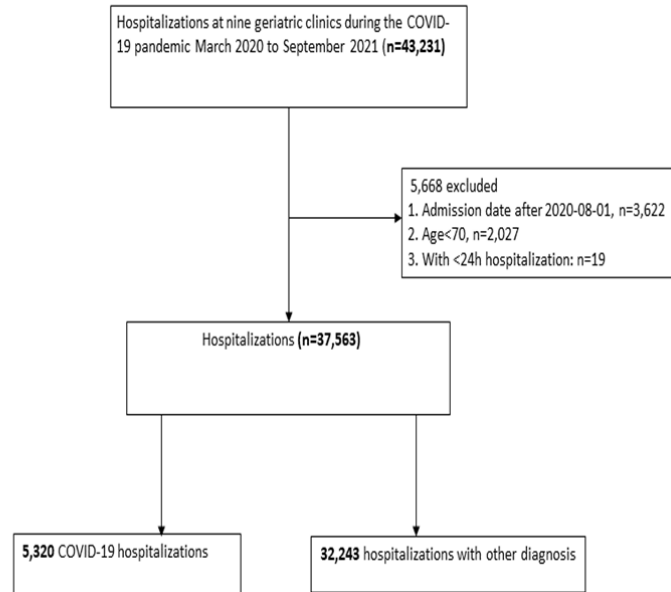 Hospitalizations at nine geriatric clinics during the COVID-
19 pandemic March 2020 to September 2021 (n=43,231)
5,668 excluded
1. Admission date after 2020-08-01, n=3,622
2. Age<70, n=2,027
3. With <24h hospitalization: n=19
Hospitalizations (n=37,563)
5,320 COVID-19 hospitalizations
32,243 hospitalizations with other diagnosis